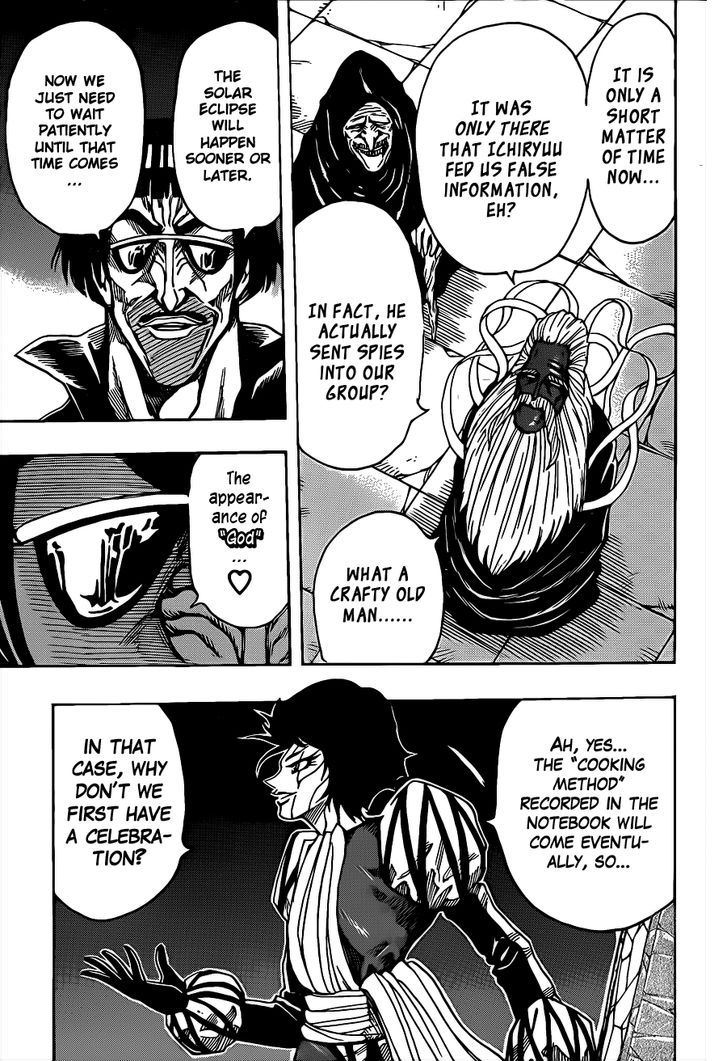 IT IS
ONLY A
SHORT
MATTER
OF TIME
NOW...
IT WAS
ONLY THERE
THAT ICHIRYUU
FED US FALSE
INFORMATION,
EH?
IN FACT, HE
ACTUALLY
SENT SPIES
INTO OUR
GROUP?
WHAT A
CRAFTY OLD
MAN......
THE
SOLAR
ECLIPSE
WILL
HAPPEN
SOONER OR
LATER.
NOW WE
JUST NEED
TO WAIT
PATIENTLY
UNTIL THAT
TIME COMES
...
The
appear-
ance of
"God"
...
♡
AH, YES...
THE "COOKING
METHOD"
RECORDED IN THE
NOTEBOOK WILL
COME EVENTU-
ALLY, SO...
IN THAT
CASE, WHY
DON'T WE
FIRST HAVE
A CELEBRA-
TION?